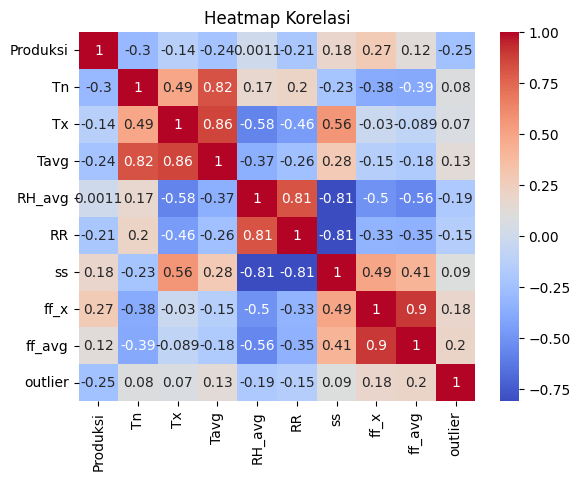 Heatmap Korelasi
Produksi 1 -0.3 -0.14 -0.24 0.0011 -0.21 0.18 0.27 0.12 -0.25
Tn -0.3 1 0.49 0.82 0.17 0.2 -0.23 -0.38 -0.39 0.08
Tx -0.14 0.49 1 0.86 -0.58 -0.46 0.56 -0.03 -0.089 0.07
Tavg -0.24 0.82 0.86 1 -0.37 -0.26 0.28 -0.15 -0.18 0.13
RH_avg 0.0011 0.17 -0.58 -0.37 1 0.81 -0.81 -0.5 -0.56 -0.19
RR -0.21 0.2 -0.46 -0.26 0.81 1 -0.81 -0.33 -0.35 -0.15
ss 0.18 -0.23 0.56 0.28 -0.81 -0.81 1 0.49 0.41 0.09
ff_x 0.27 -0.38 -0.03 -0.15 -0.5 -0.33 0.49 1 0.9 0.18
ff_avg 0.12 -0.39 -0.089 -0.18 -0.56 -0.35 0.41 0.9 1 0.2
outlier -0.25 0.08 0.07 0.13 -0.19 -0.15 0.09 0.18 0.2 1
Produksi Tn Tx Tavg RH_avg RR ss ff_x ff_avg outlier
1.00
0.75
0.50
0.25
0.00
−0.25
−0.50
−0.75